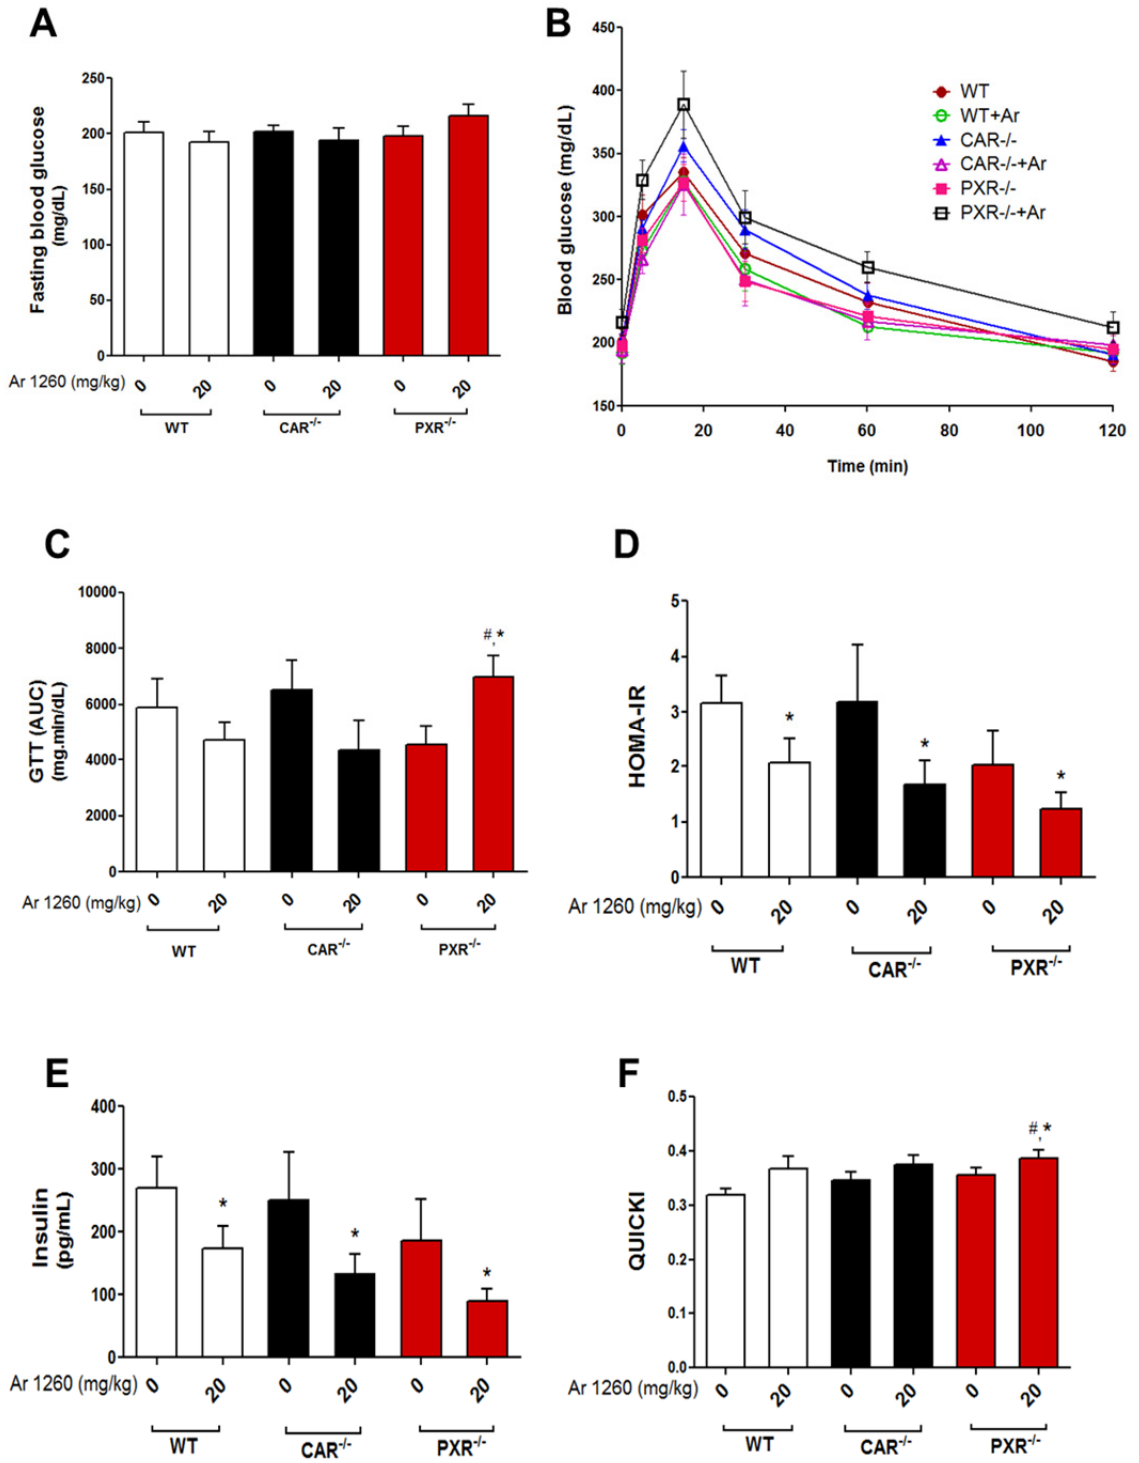 A
Fasting blood glucose
(mg/dL)
250
200
150
100
50
0
Ar 1260 (mg/kg)
0 20 0 20 0 20
WT CAR-/- PXR-/-
B
Blood glucose (mg/dL)
450
400
350
300
250
200
150
0 20 40 60 80 100 120
Time (min)
WT
WT+Ar
CAR-/-
CAR-/-+Ar
PXR-/-
PXR-/-+Ar
C
GTT (AUC)
(mg.min/dL)
10000
8000
6000
4000
2000
0
#,*
Ar 1260 (mg/kg)
0 20 0 20 0 20
WT CAR-/- PXR-/-
D
HOMA-IR
5
4
3
2
1
0
* * *
Ar 1260 (mg/kg)
0 20 0 20 0 20
WT CAR-/- PXR-/-
E
Insulin
(pg/mL)
400
300
200
100
0
* * *
Ar 1260 (mg/kg)
0 20 0 20 0 20
WT CAR-/- PXR-/-
F
QUICKI
0.5
0.4
0.3
0.2
0.1
0.0
#,*
Ar 1260 (mg/kg)
0 20 0 20 0 20
WT CAR-/- PXR-/-